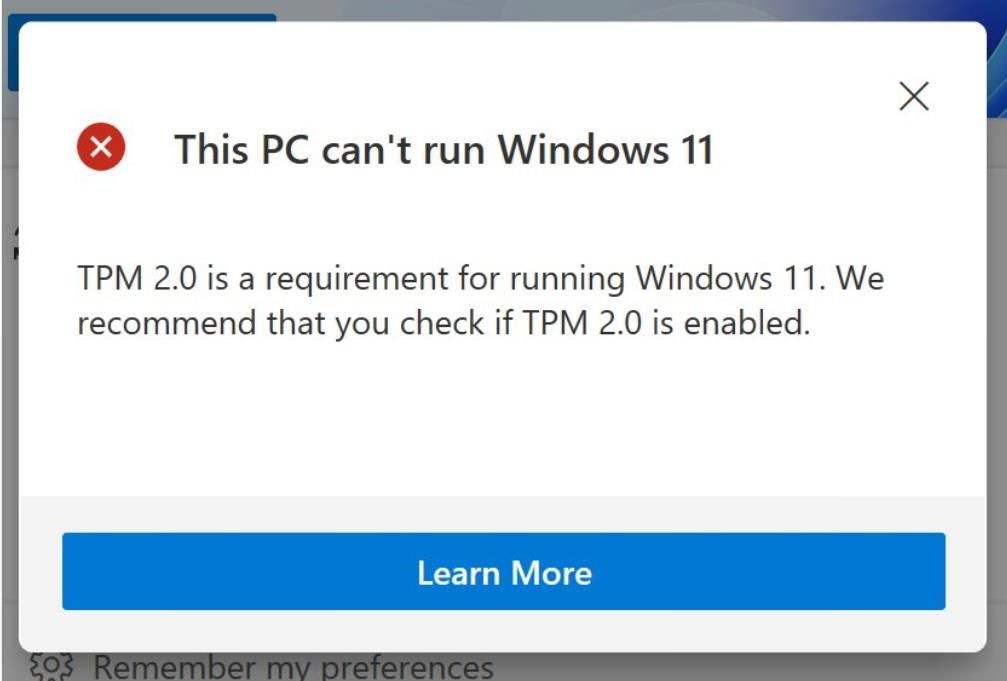 This PC can't run Windows 11
TPM 2.0 is a requirement for running Windows 11. We
recommend that you check if TPM 2.0 is enabled.
Learn More
Remember my preferences